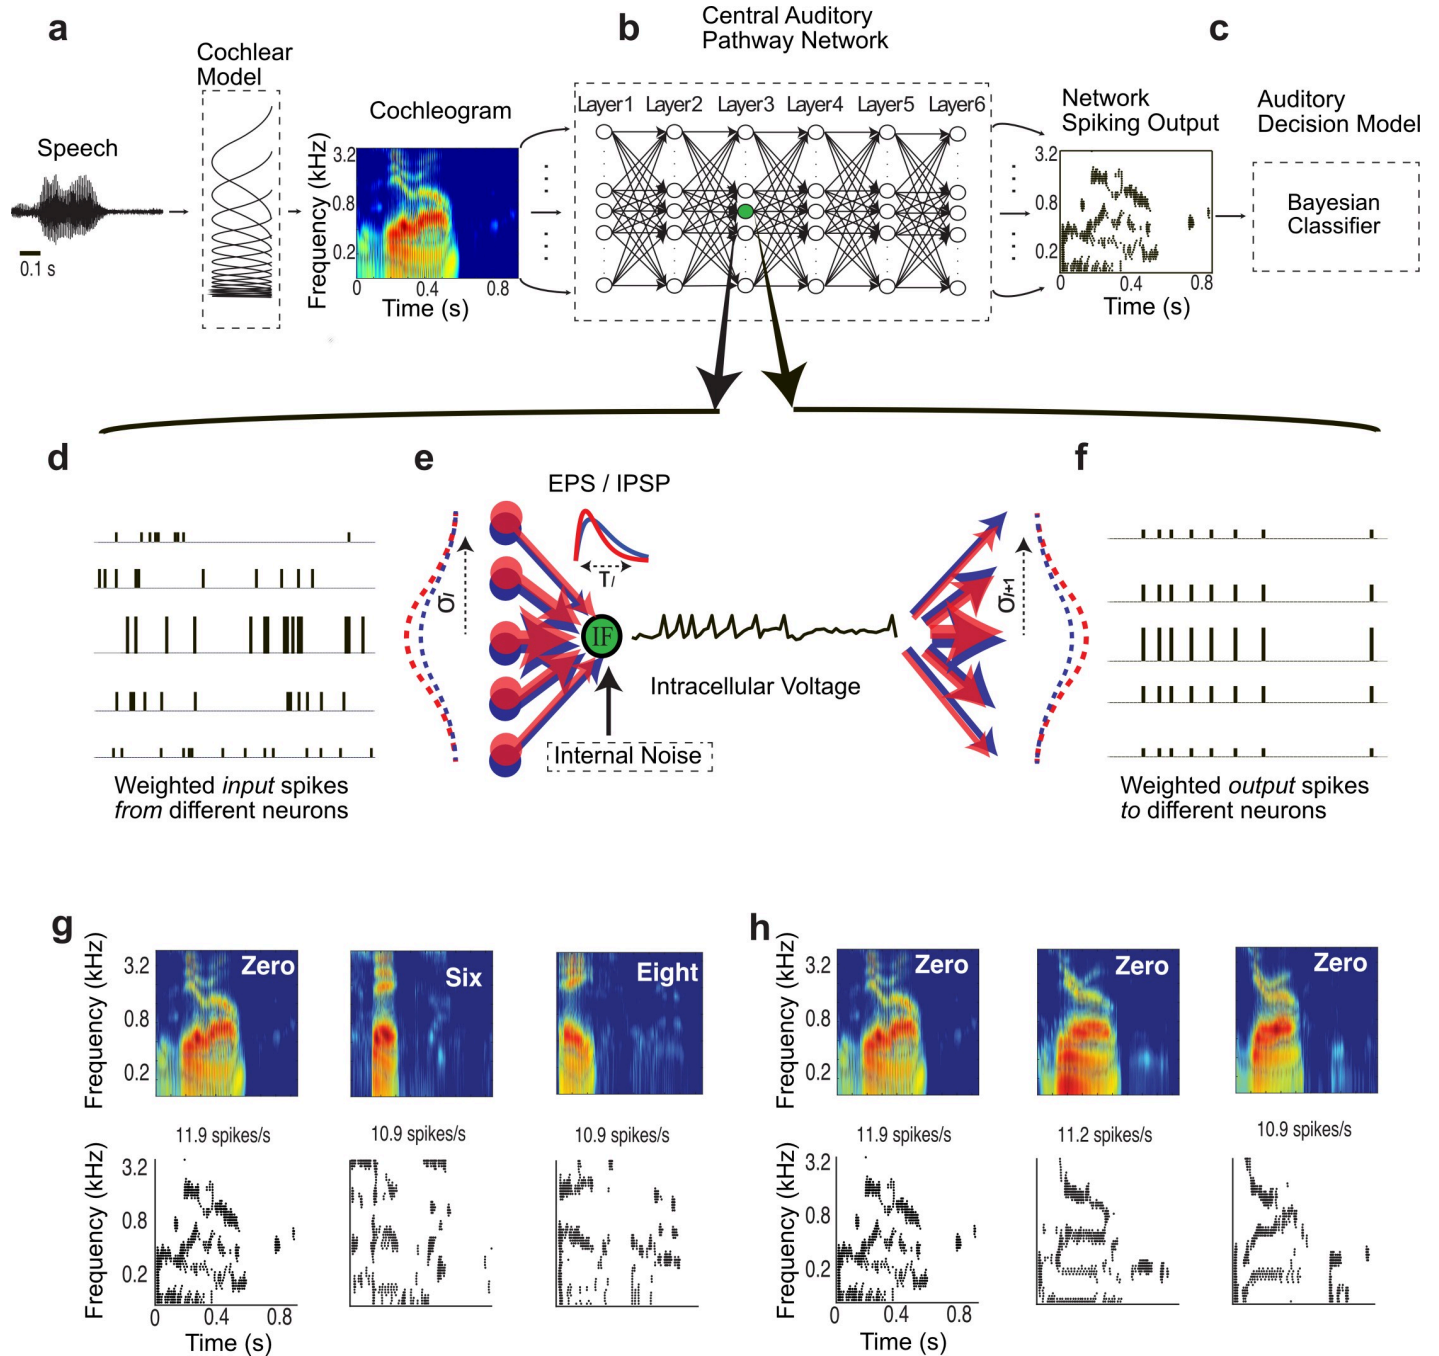 a
b
c
Central Auditory
Pathway Network
Cochlear
Model
Cochleogram
Speech
0.1 s
Frequency (kHz)
3.2
0.8
0.2
0
0.4
0.8
Time (s)
Layer1 Layer2 Layer3 Layer4 Layer5 Layer6
Network
Spiking Output
3.2
0.8
0.2
0
0.4
0.8
Time (s)
Auditory
Decision Model
Bayesian
Classifier
d
e
f
EPS / IPSP
σl
Tl
IF
Intracellular Voltage
Internal Noise
σl+1
Weighted input spikes
from different neurons
Weighted output spikes
to different neurons
g
Frequency (kHz)
3.2
0.8
0.2
Zero
Six
Eight
11.9 spikes/s
10.9 spikes/s
10.9 spikes/s
Frequency (kHz)
3.2
0.8
0.2
0
0.4
0.8
Time (s)
h
Frequency (kHz)
3.2
0.8
0.2
Zero
Zero
Zero
11.9 spikes/s
11.2 spikes/s
10.9 spikes/s
Frequency (kHz)
3.2
0.8
0.2
0
0.4
0.8
Time (s)